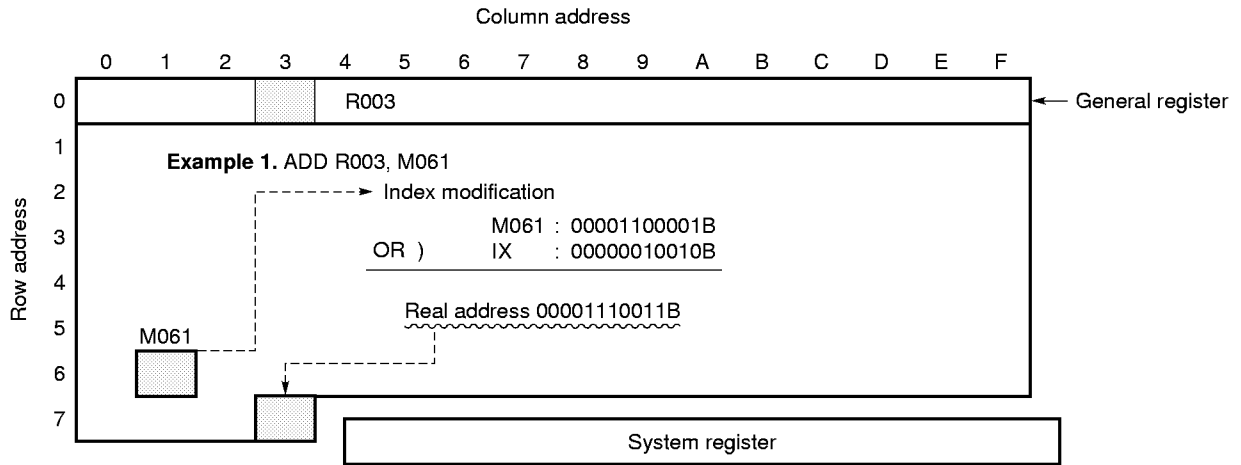 Column address
0 1 2 3 4 5 6 7 8 9 A B C D E F
0 R003 General register
1
Example 1. ADD R003, M061
2 Index modification
M061 : 00001100001B
3
OR ) IX : 00000010010B
4
Row address
Real address 00001110011B
5
M061
6
7
System register